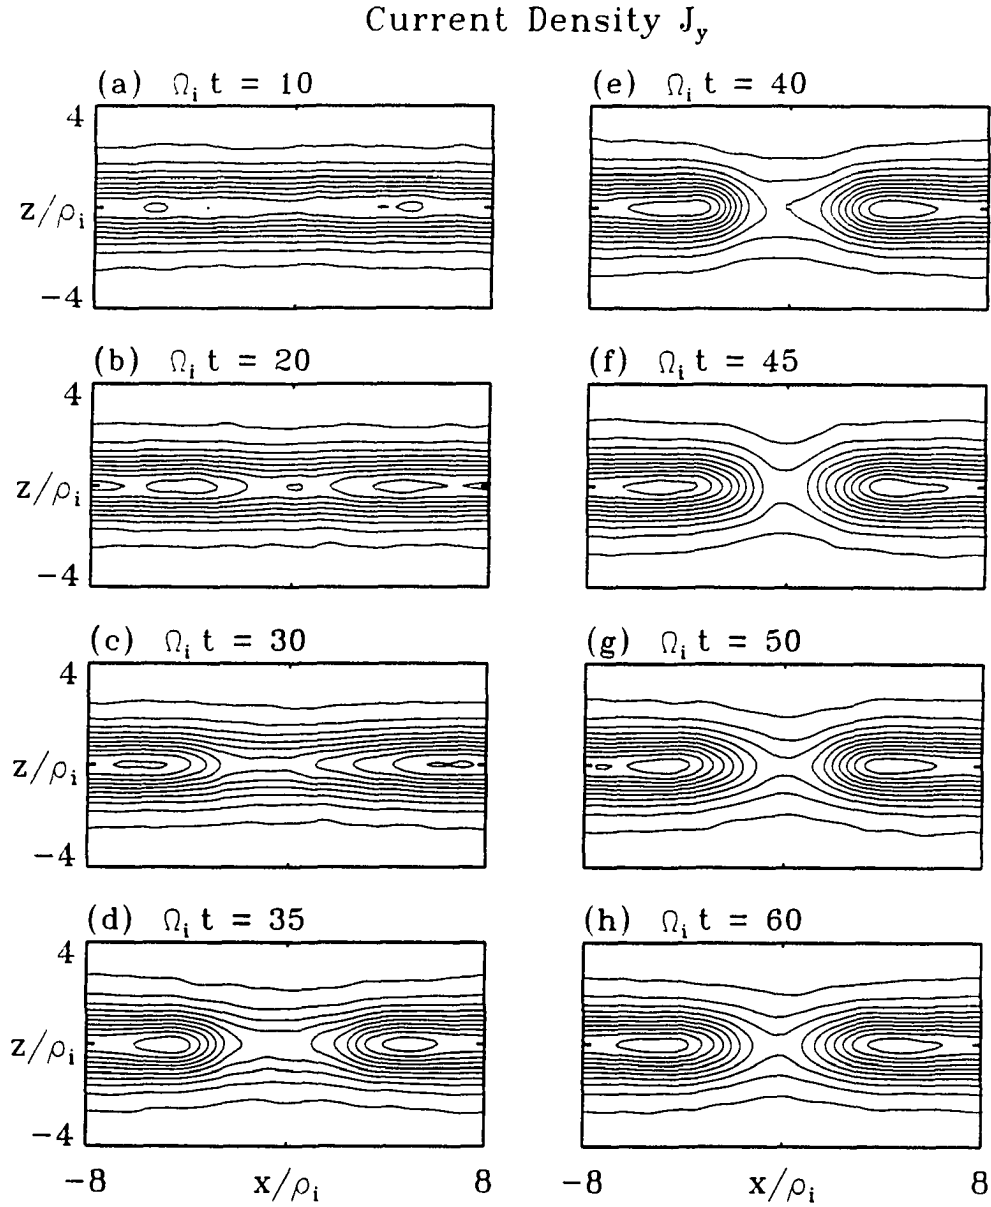 Current Density J_y
(a) Ω_i t = 10
4
z/ρ_i
−4
(b) Ω_i t = 20
4
z/ρ_i
−4
(c) Ω_i t = 30
4
z/ρ_i
−4
(d) Ω_i t = 35
4
z/ρ_i
−4
−8 x/ρ_i 8
(e) Ω_i t = 40
(f) Ω_i t = 45
(g) Ω_i t = 50
(h) Ω_i t = 60
−8 x/ρ_i 8